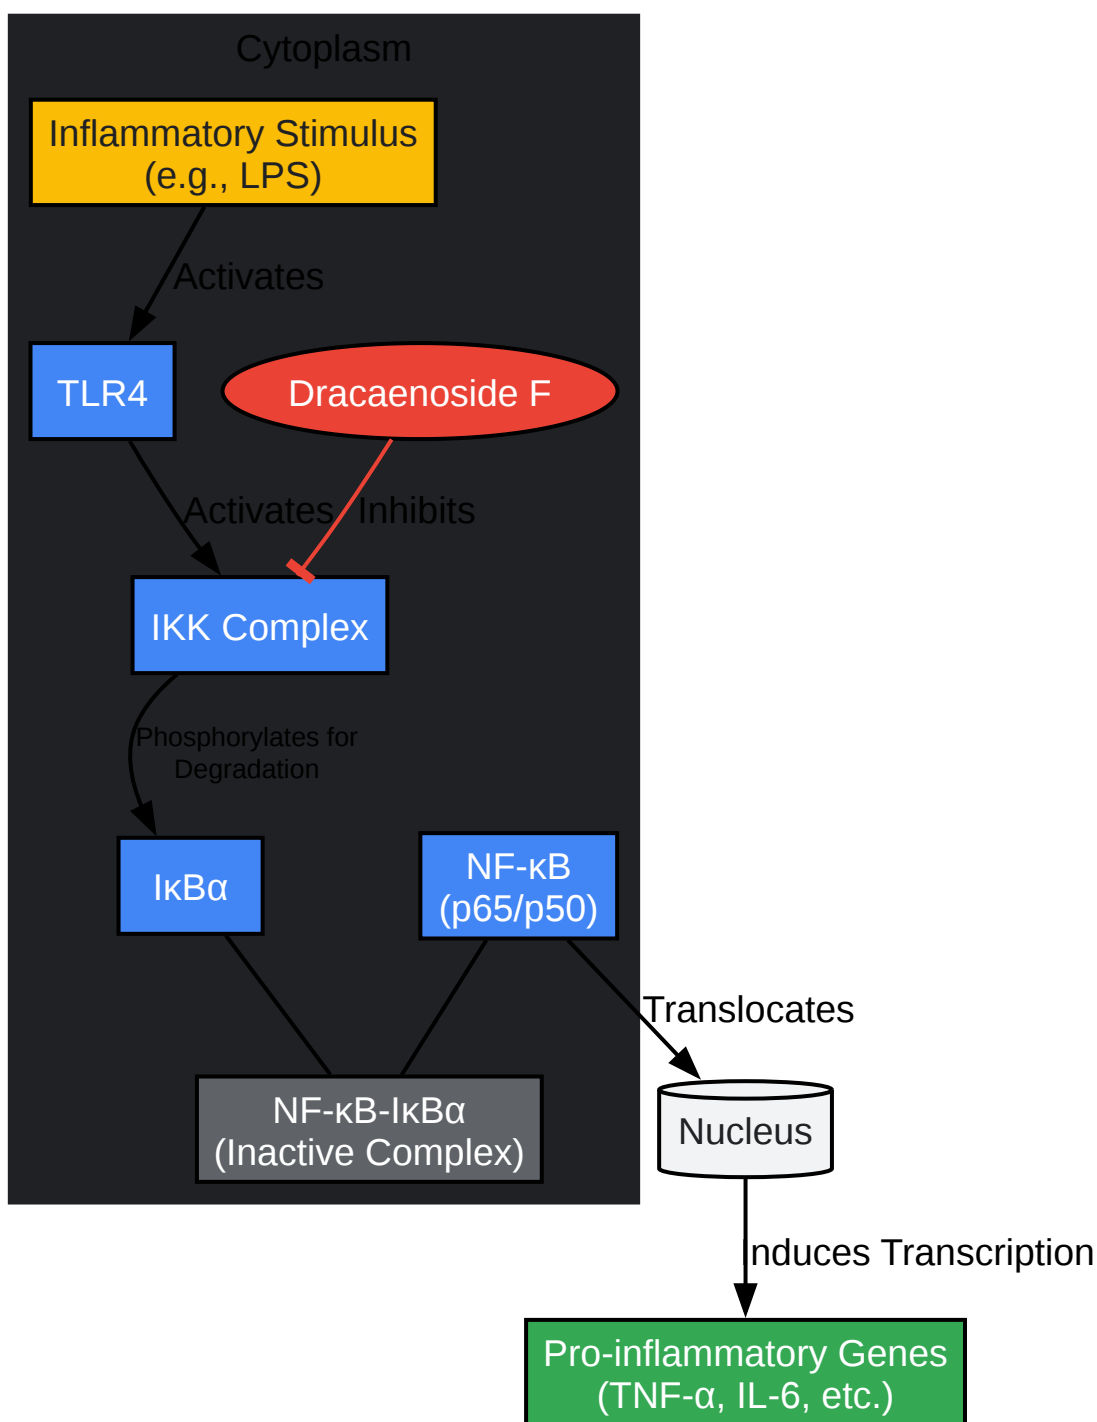 Cytoplasm
Inflammatory Stimulus
(e.g., LPS)
Activates
TLR4
Dracaenoside F
Activates
Inhibits
IKK Complex
Phosphorylates for
Degradation
IκBα
NF-κB
(p65/p50)
Translocates
NF-κB-IκBα
(Inactive Complex)
Nucleus
Induces Transcription
Pro-inflammatory Genes
(TNF-α, IL-6, etc.)